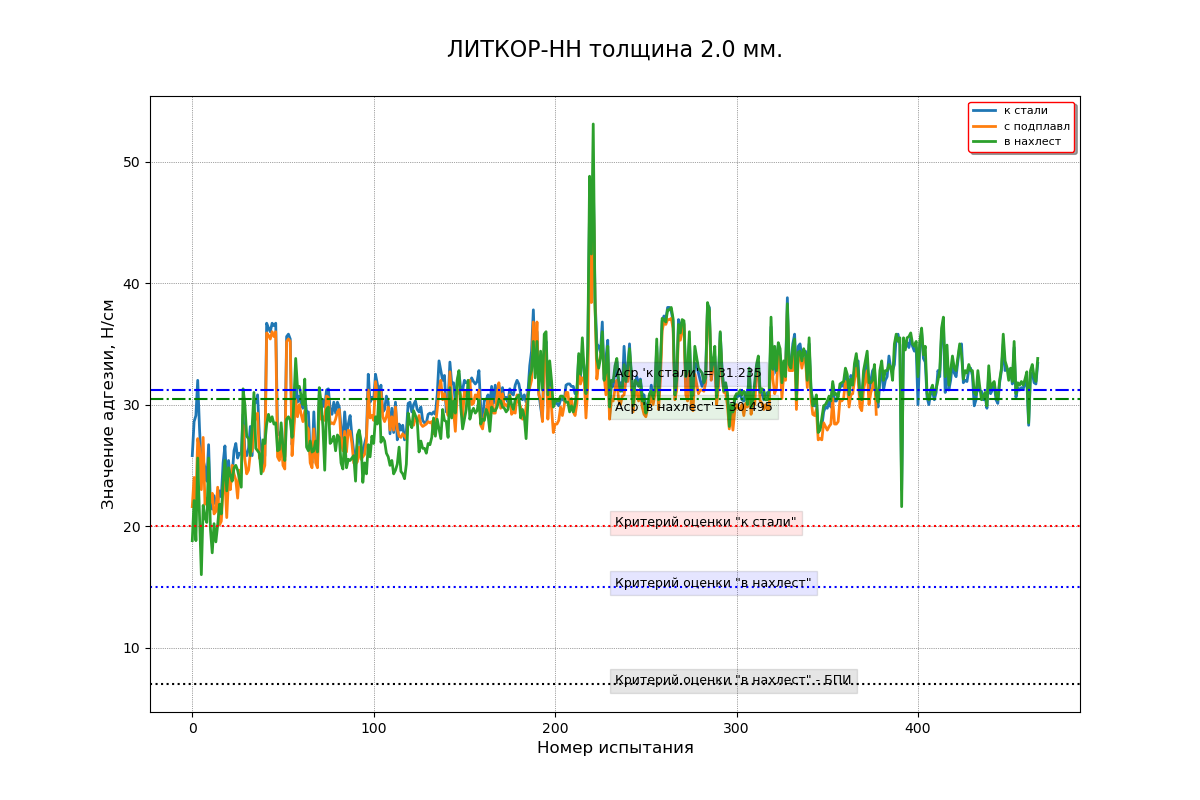 ЛИТКОР-НН толщина 2.0 мм.
к стали
с подплавл
в нахлест
50
40
30
20
10
Значение адгезии, Н/см
Аср 'к стали' = 31.235
Аср 'в нахлест'= 30.495
Критерий оценки "к стали"
Критерий оценки "в нахлест"
Критерий оценки "в нахлест" - БПИ
0
100
200
300
400
Номер испытания